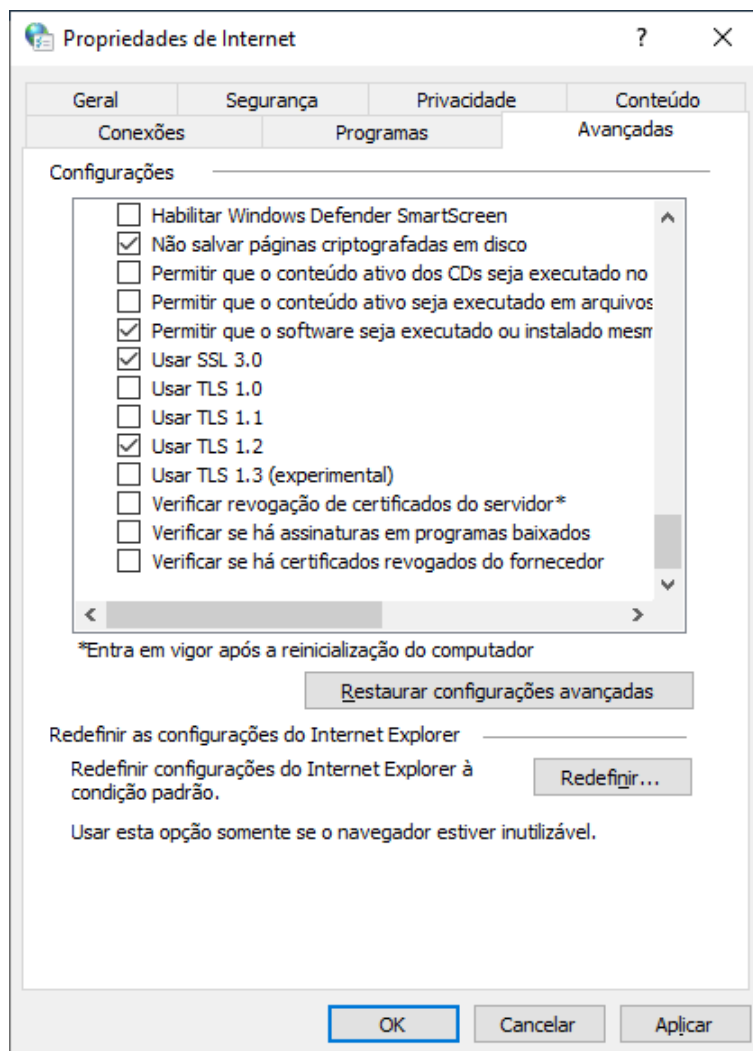 Propriedades de Internet
?
Geral
Segurança
Privacidade
Conteúdo
Conexões
Programas
Avançadas
Configurações
Habilitar Windows Defender SmartScreen
Não salvar páginas criptografadas em disco
Permitir que o conteúdo ativo dos CDs seja executado no
Permitir que o conteúdo ativo seja executado em arquivos
Permitir que o software seja executado ou instalado mesm
Usar SSL 3.0
Usar TLS 1.0
Usar TLS 1.1
Usar TLS 1.2
Usar TLS 1.3 (experimental)
Verificar revogação de certificados do servidor*
Verificar se há assinaturas em programas baixados
Verificar se há certificados revogados do fornecedor
*Entra em vigor após a reinicialização do computador
Restaurar configurações avançadas
Redefinir as configurações do Internet Explorer
Redefinir configurações do Internet Explorer à
condição padrão.
Redefinir...
Usar esta opção somente se o navegador estiver inutilizável.
OK
Cancelar
Aplicar